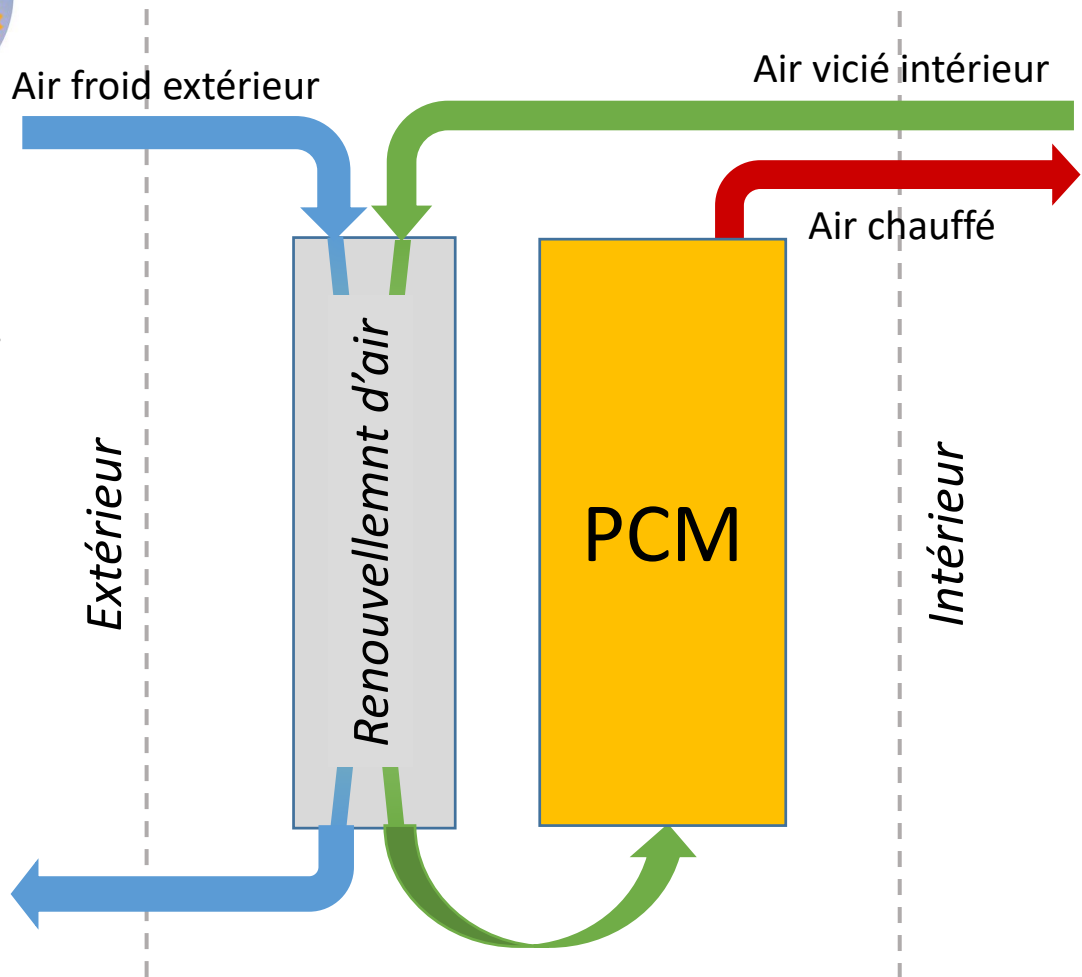 Air froid extérieur
Air vicié intérieur
Air chauffé
Extérieur
Renouvellemnt d'air
PCM
Intérieur